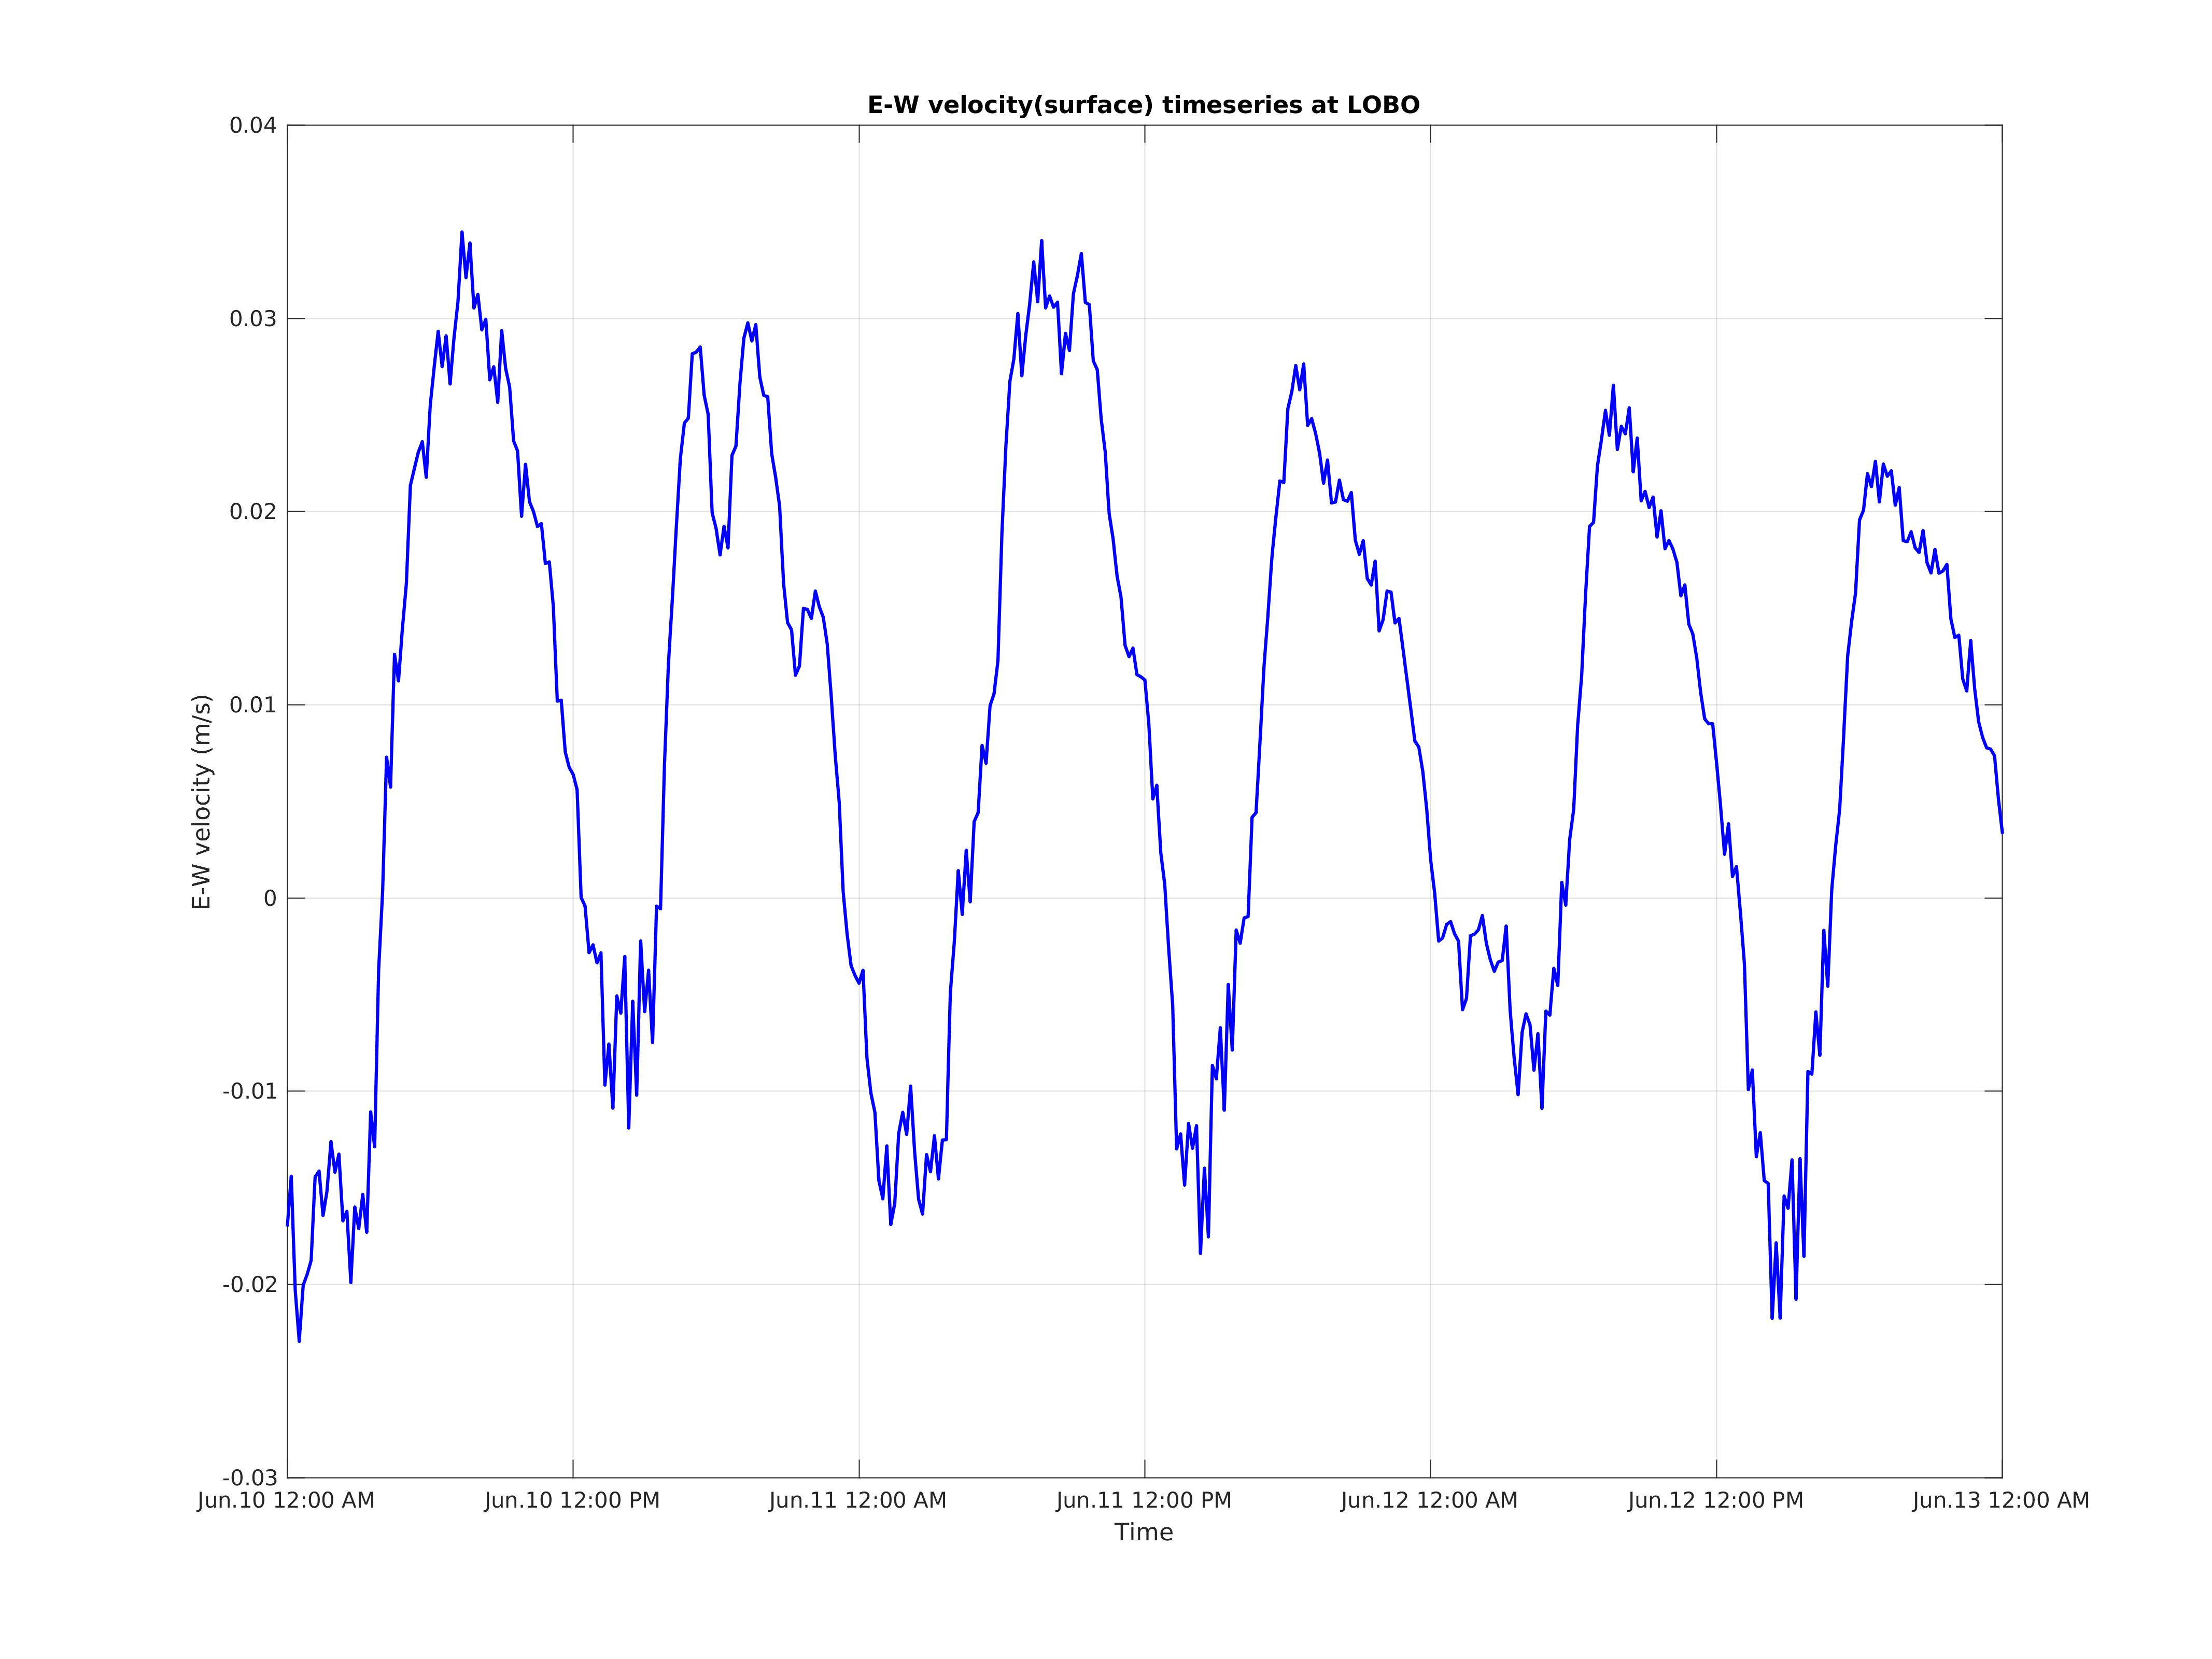 E-W velocity(surface) timeseries at LOBO
0.04
0.03
0.02
0.01
0
-0.01
-0.02
-0.03
E-W velocity (m/s)
Jun.10 12:00 AM Jun.10 12:00 PM Jun.11 12:00 AM Jun.11 12:00 PM Jun.12 12:00 AM Jun.12 12:00 PM Jun.13 12:00 AM
Time